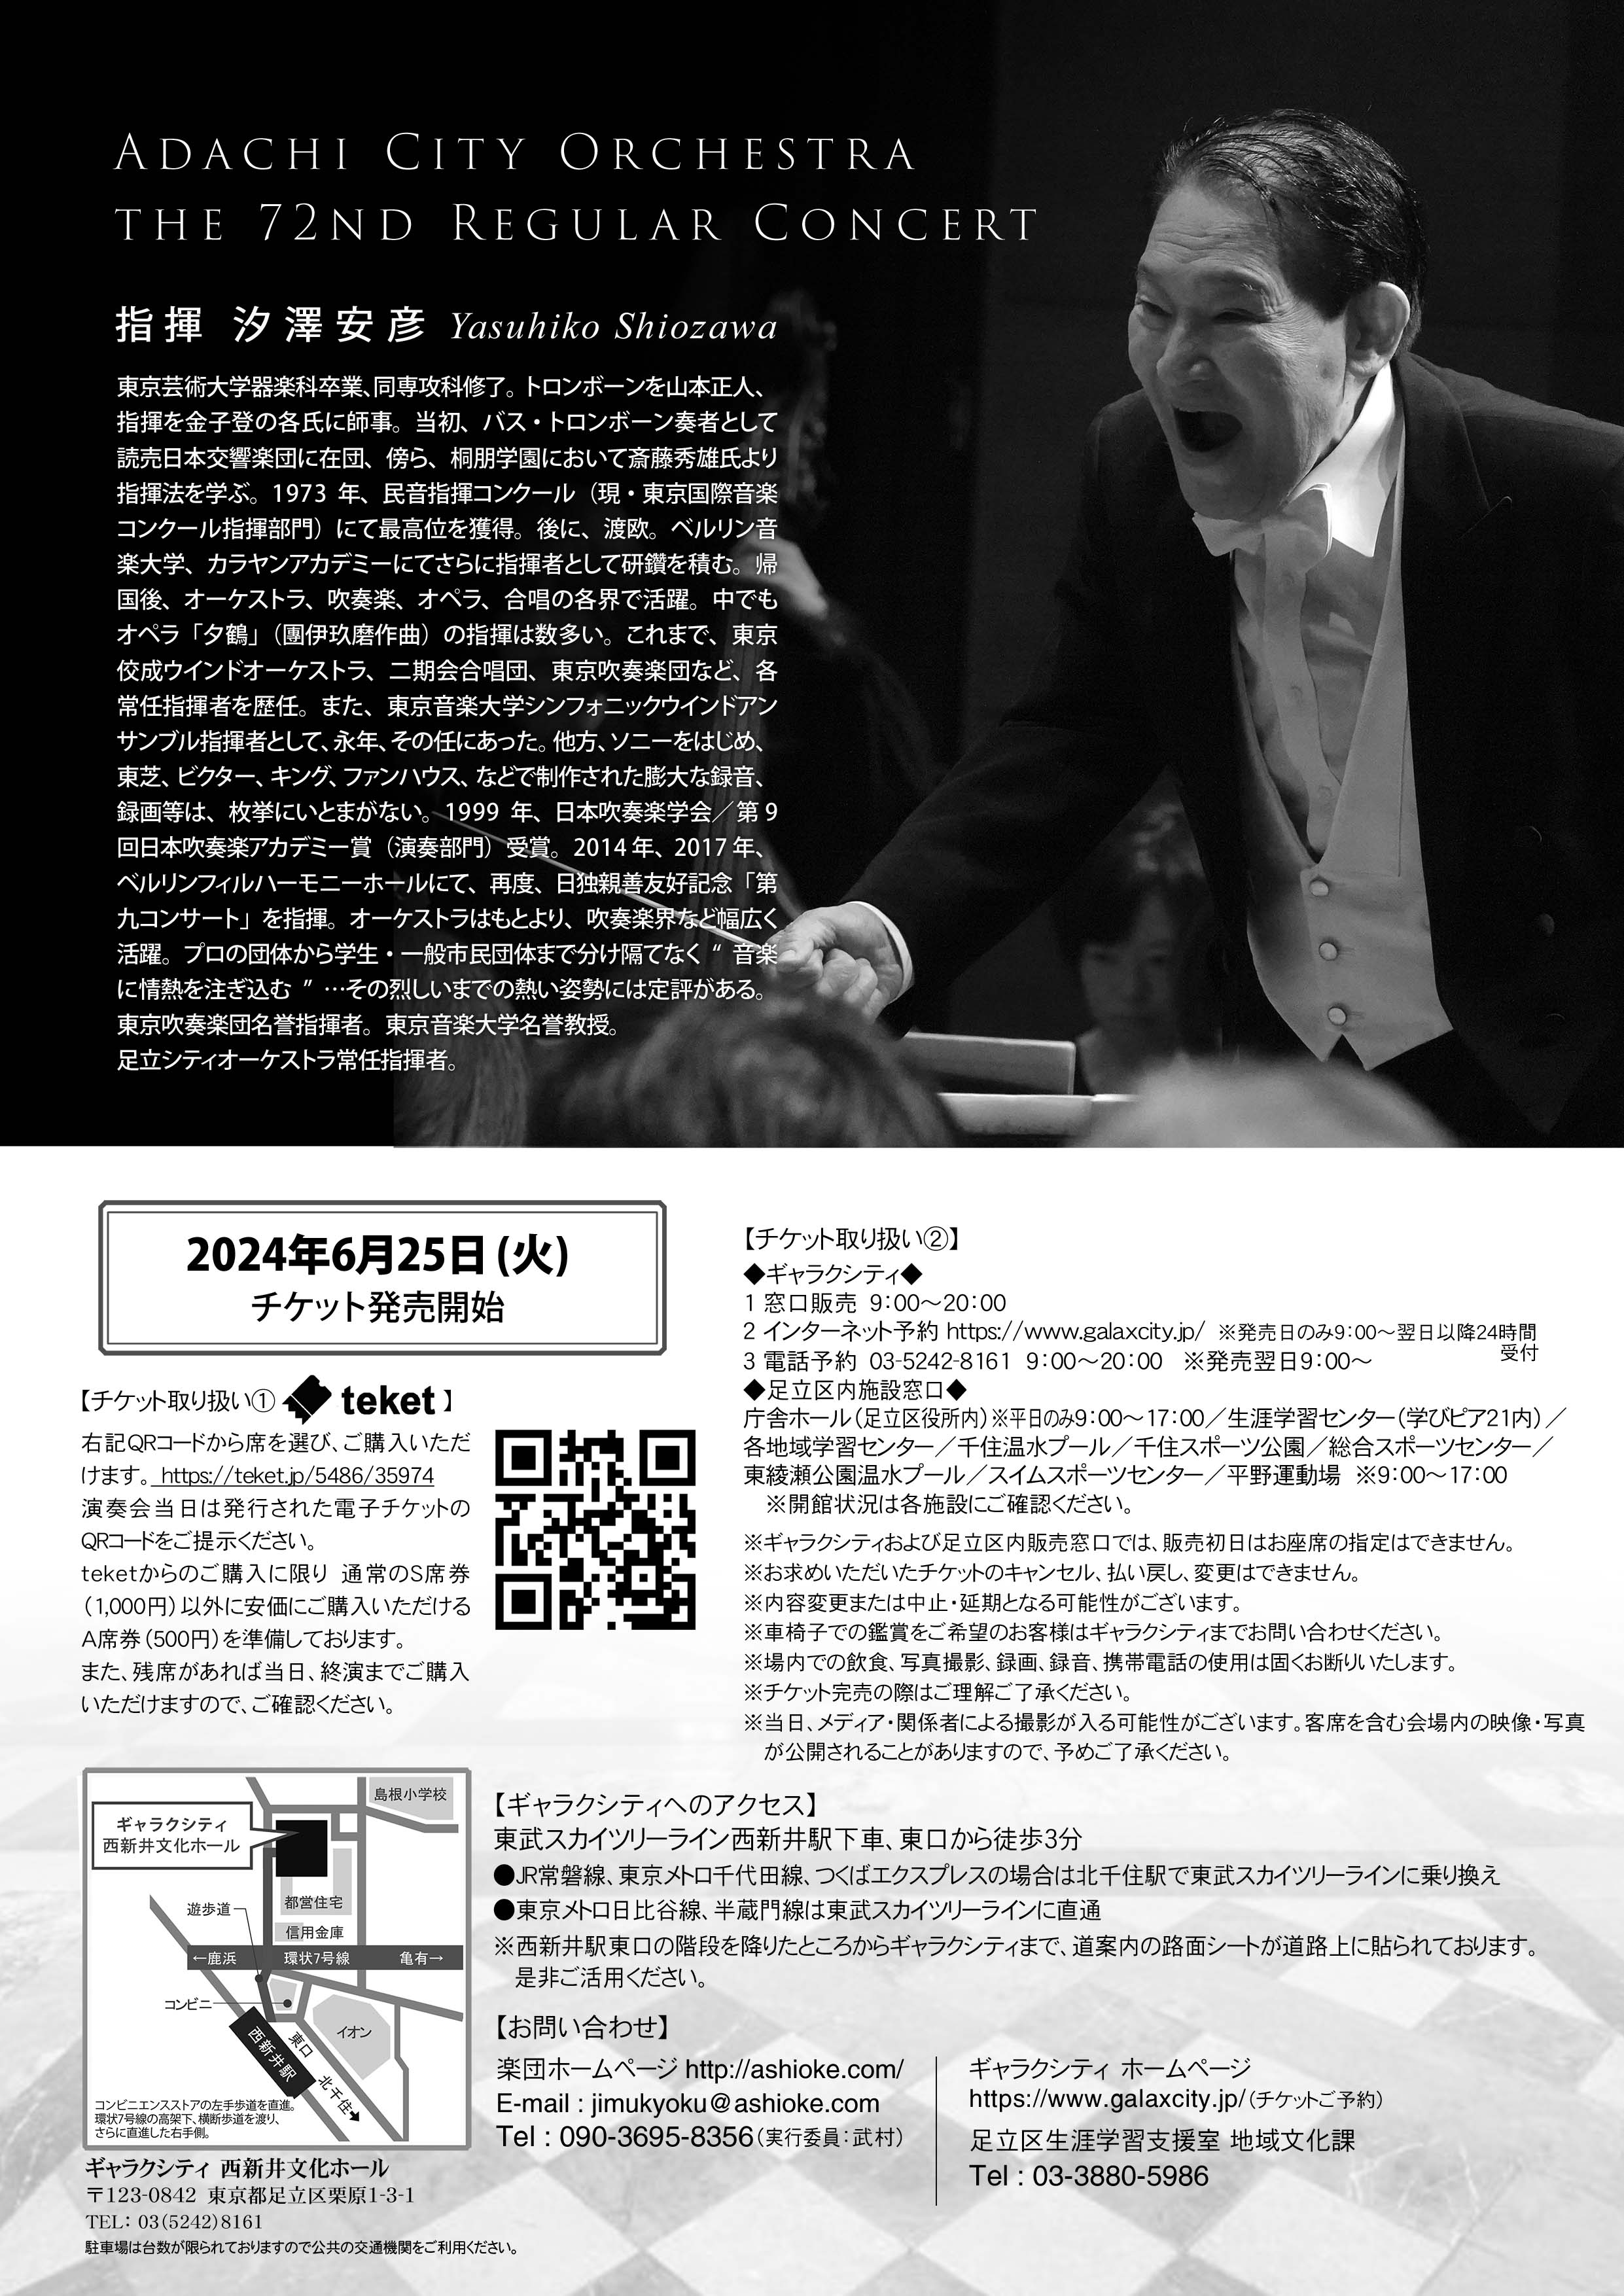 ADACHI CITY ORCHESTRA
THE 72ND REGULAR CONCERT
指揮 汐澤安彦 Yasuhiko Shiozawa
東京芸術大学器楽科卒業、同専攻科修了。トロンボーンを山本正人、
指揮を金子登の各氏に師事。当初、バス・トロンボーン奏者として
読売日本交響楽団に在団、傍ら、桐朋学園において斎藤秀雄氏より
指揮法を学ぶ。1973 年、民音指揮コンクール（現・東京国際音楽
コンクール指揮部門）にて最高位を獲得。後に、渡欧。ベルリン音
楽大学、カラヤンアカデミーにてさらに指揮者として研鑽を積む。帰
国後、オーケストラ、吹奏楽、オペラ、合唱の各界で活躍。中でも
オペラ「夕鶴」（團伊玖磨作曲）の指揮は数多い。これまで、東京
佼成ウインドオーケストラ、二期会合唱団、東京吹奏楽団など、各
常任指揮者を歴任。また、東京音楽大学シンフォニックウインドアン
サンブル指揮者として、永年、その任にあった。他方、ソニーをはじめ、
東芝、ビクター、キング、ファンハウス、などで制作された膨大な録音、
録画等は、枚挙にいとまがない。1999 年、日本吹奏楽学会／第 9
回日本吹奏楽アカデミー賞（演奏部門）受賞。2014 年、2017 年、
ベルリンフィルハーモニーホールにて、再度、日独親善友好記念「第
九コンサート」を指揮。オーケストラはもとより、吹奏楽界など幅広く
活躍。プロの団体から学生・一般市民団体まで分け隔てなく “ 音楽
に情熱を注ぎ込む ” …その烈しいまでの熱い姿勢には定評がある。
東京吹奏楽団名誉指揮者。東京音楽大学名誉教授。
足立シティオーケストラ常任指揮者。
2024年6月25日(火)
チケット発売開始
【チケット取り扱い① teket】
右記QRコードから席を選び、ご購入いただ
けます。 https://teket.jp/5486/35974
演奏会当日は発行された電子チケットの
QRコードをご提示ください。
teketからのご購入に限り 通常のS席券
（1,000円）以外に安価にご購入いただける
A席券（500円）を準備しております。
また、残席があれば当日、終演までご購入
いただけますので、ご確認ください。
【チケット取り扱い②】
◆ギャラクシティ◆
1 窓口販売 9：00～20：00
2 インターネット予約 https://www.galaxcity.jp/ ※発売日のみ9：00～翌日以降24時間
受付
3 電話予約 03-5242-8161 9：00～20：00 ※発売翌日9：00～
◆足立区内施設窓口◆
庁舎ホール（足立区役所内）※平日のみ9：00～17：00／生涯学習センター（学びピア21内）／
各地域学習センター／千住温水プール／千住スポーツ公園／総合スポーツセンター／
東綾瀬公園温水プール／スイムスポーツセンター／平野運動場 ※9：00～17：00
※開館状況は各施設にご確認ください。
※ギャラクシティおよび足立区内販売窓口では、販売初日はお座席の指定はできません。
※お求めいただいたチケットのキャンセル、払い戻し、変更はできません。
※内容変更または中止・延期となる可能性がございます。
※車椅子での鑑賞をご希望のお客様はギャラクシティまでお問い合わせください。
※場内での飲食、写真撮影、録画、録音、携帯電話の使用は固くお断りいたします。
※チケット完売の際はご理解ご了承ください。
※当日、メディア・関係者による撮影が入る可能性がございます。客席を含む会場内の映像・写真
が公開されることがありますので、予めご了承ください。
島根小学校
ギャラクシティ
西新井文化ホール
都営住宅
遊歩道
信用金庫
←鹿浜 環状7号線 亀有→
コンビニ
イオン
東口
西新井駅
北千住
コンビニエンスストアの左手歩道を直進。
環状7号線の高架下、横断歩道を渡り、
さらに直進した右手側。
ギャラクシティ 西新井文化ホール
〒123-0842 東京都足立区栗原1-3-1
TEL： 03（5242）8161
駐車場は台数が限られておりますので公共の交通機関をご利用ください。
【ギャラクシティへのアクセス】
東武スカイツリーライン西新井駅下車、東口から徒歩3分
●JR常磐線、東京メトロ千代田線、つくばエクスプレスの場合は北千住駅で東武スカイツリーラインに乗り換え
●東京メトロ日比谷線、半蔵門線は東武スカイツリーラインに直通
※西新井駅東口の階段を降りたところからギャラクシティまで、道案内の路面シートが道路上に貼られております。
是非ご活用ください。
【お問い合わせ】
楽団ホームページ http://ashioke.com/
E-mail : jimukyoku@ashioke.com
Tel : 090-3695-8356（実行委員：武村）
ギャラクシティ ホームページ
https://www.galaxcity.jp/（チケットご予約）
足立区生涯学習支援室 地域文化課
Tel : 03-3880-5986